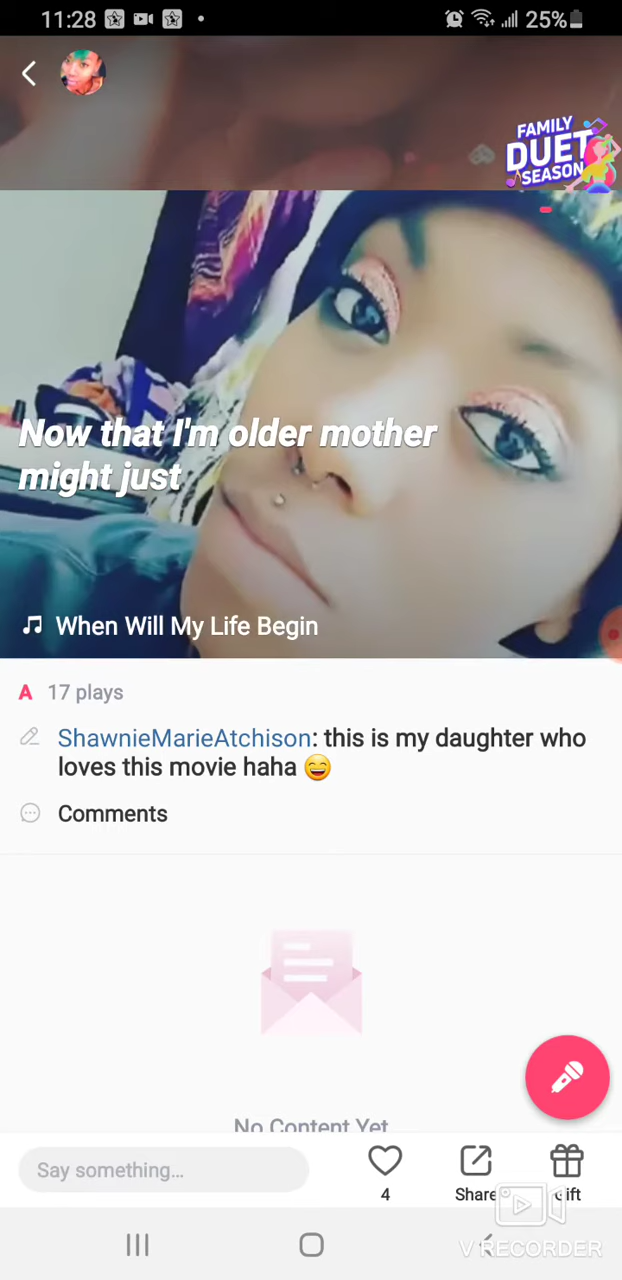 11:28
25%
FAMILY
DUET
SEASON
Now that I'm older mother
might just
When Will My Life Begin
A 17 plays
ShawnieMarieAtchison: this is my daughter who
loves this movie haha 😄
Comments
No Content Yet
Say something...
4
Share
Gift
V RECORDER